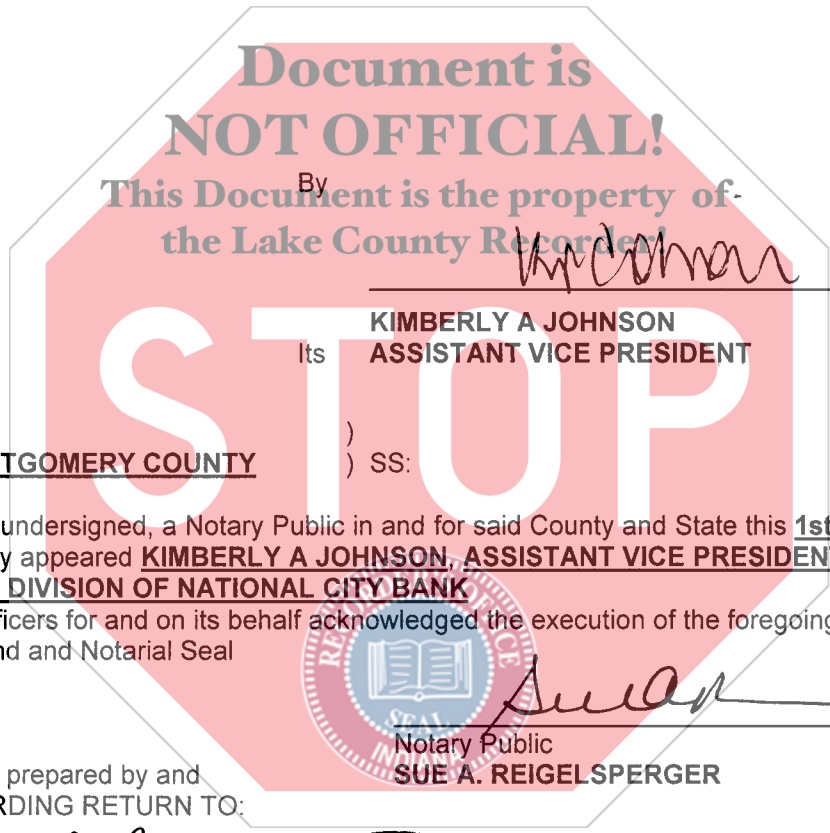 Document is
NOT OFFICIAL!
This Document is the property of
the Lake County Recorder!
By
STOP
KIMBERLY A JOHNSON
Its ASSISTANT VICE PRESIDENT
)
TGOMERY COUNTY ) SS:
undersigned, a Notary Public in and for said County and State this 1st
y appeared KIMBERLY A JOHNSON, ASSISTANT VICE PRESIDEN
DIVISION OF NATIONAL CITY BANK
ficers for and on its behalf acknowledged the execution of the foregoing
nd and Notarial Seal
SEAL
INDIANA
Notary Public
SUE A. REIGELSPERGER
prepared by and
RDING RETURN TO: